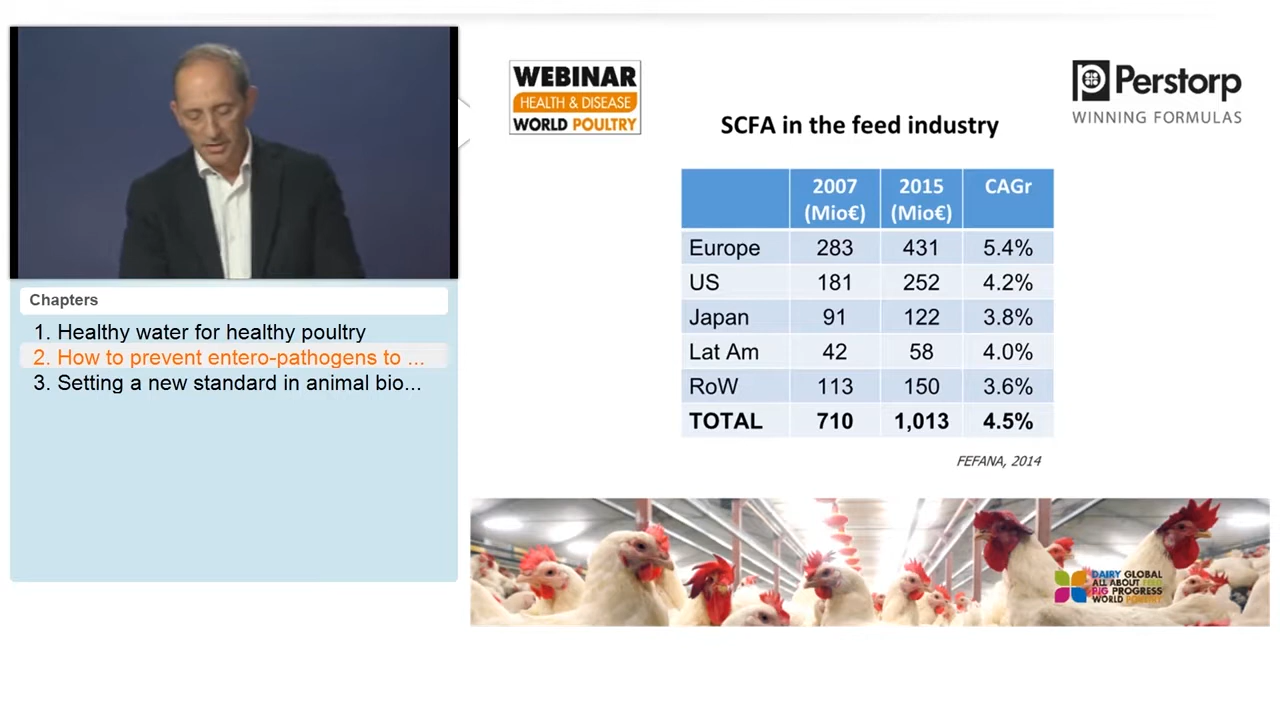 WEBINAR
HEALTH & DISEASE
WORLD POULTRY
Perstorp
WINNING FORMULAS
SCFA in the feed industry
2007 (Mio€) 2015 (Mio€) CAGr
Europe 283 431 5.4%
US 181 252 4.2%
Japan 91 122 3.8%
Lat Am 42 58 4.0%
RoW 113 150 3.6%
TOTAL 710 1,013 4.5%
FEFANA, 2014
Chapters
1. Healthy water for healthy poultry
2. How to prevent entero-pathogens to ...
3. Setting a new standard in animal bio...
DAIRY GLOBAL
ALL ABOUT FEED
PIG PROGRESS
WORLD POULTRY